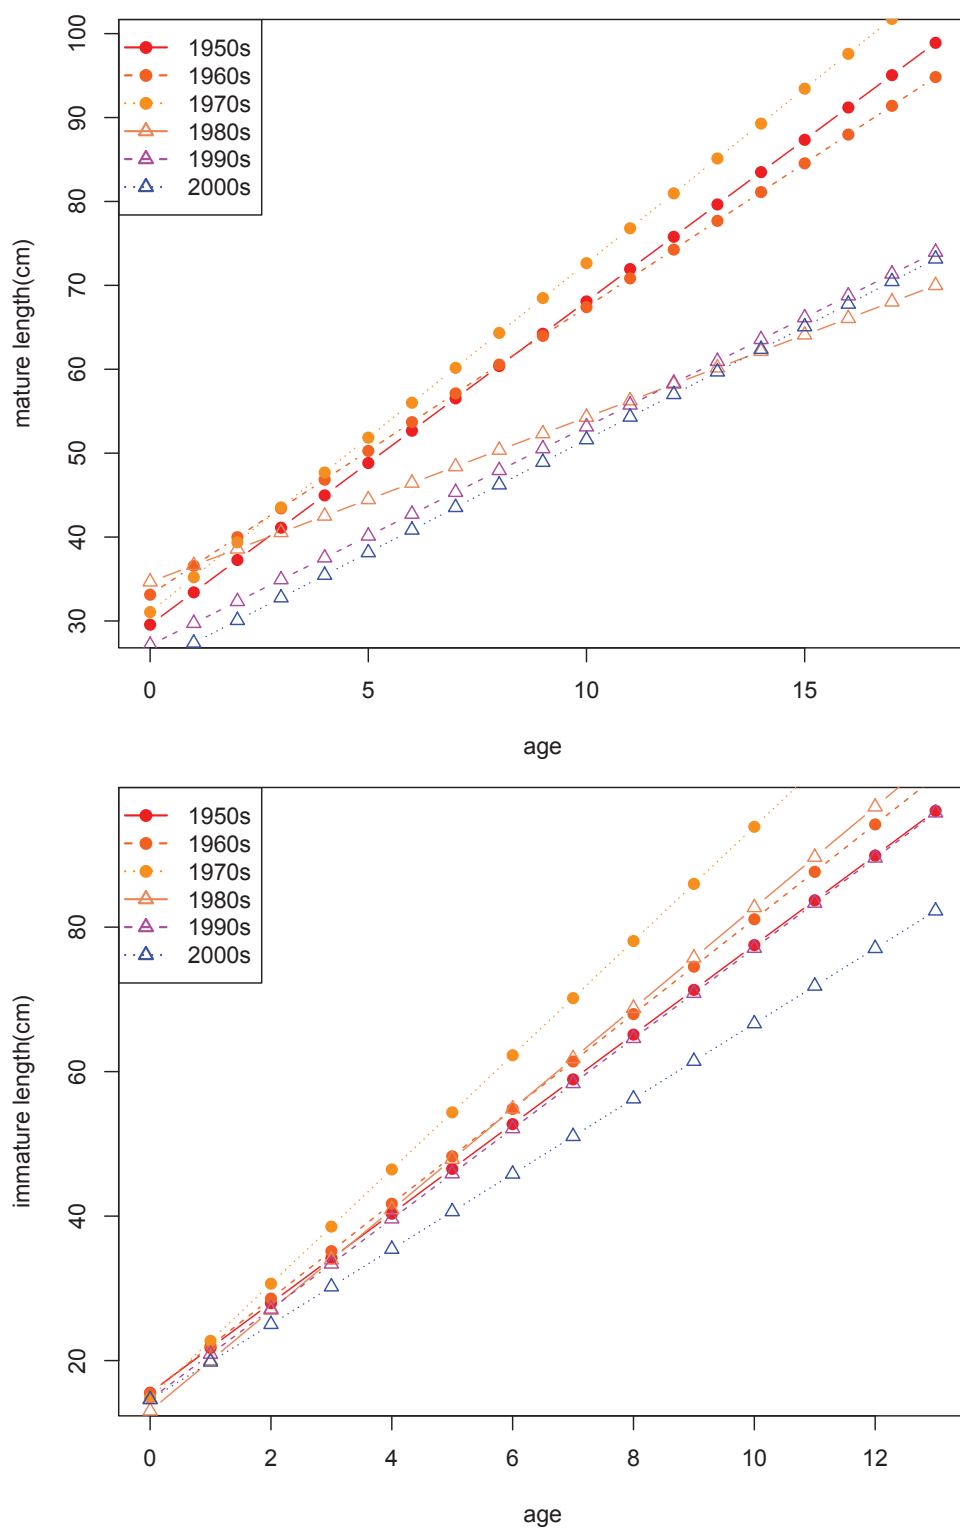 mature length(cm)
100
90
80
70
60
50
40
30
1950s
1960s
1970s
1980s
1990s
2000s
0 5 10 15
age
immature length(cm)
80
60
40
20
1950s
1960s
1970s
1980s
1990s
2000s
0 2 4 6 8 10 12
age